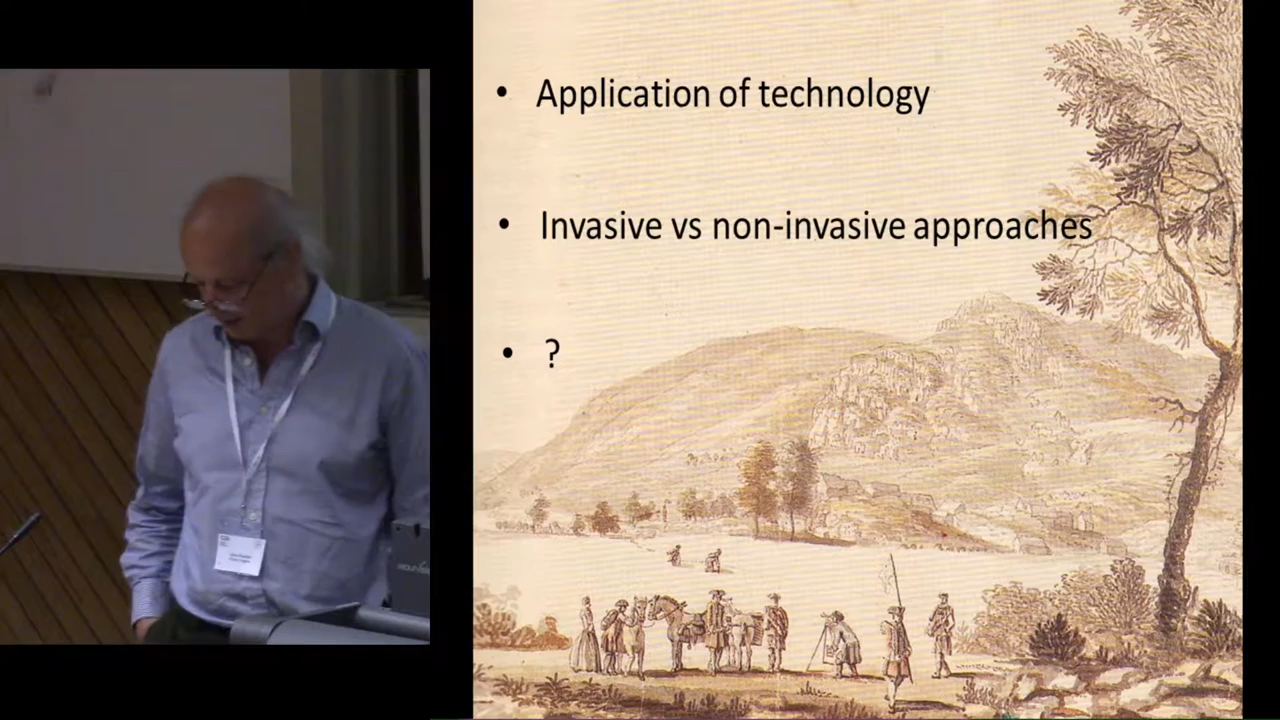 • Application of technology
• Invasive vs non-invasive approaches
• ?